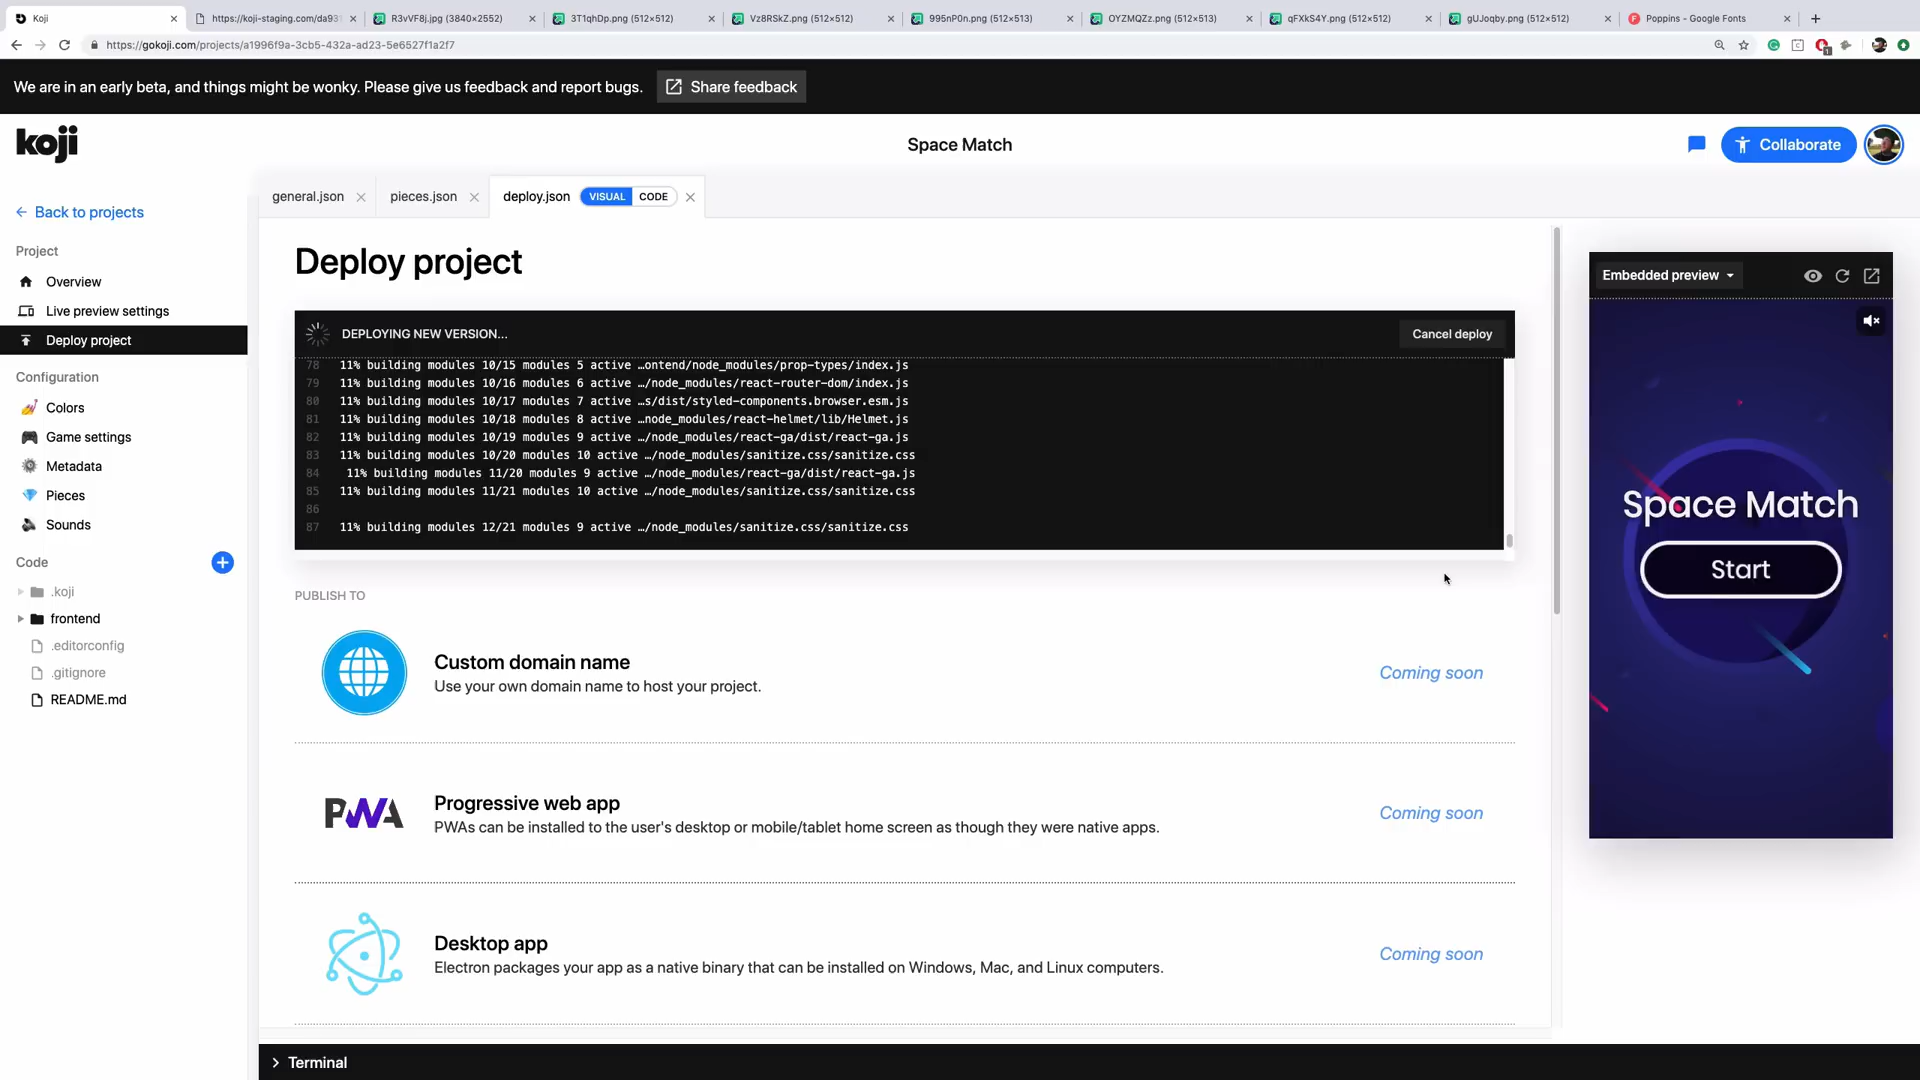 Koji
https://koji-staging.com/da93
R3vVF8j.jpg (3840×2552)
3T1qhDp.png (512×512)
Vz8RSkZ.png (512×512)
995nP0n.png (512×513)
OYZMQZz.png (512×513)
qFXkS4Y.png (512×512)
gUJoqby.png (512×512)
Poppins - Google Fonts
https://gokoji.com/projects/a1996f9a-3cb5-432a-ad23-5e6527f1a2f7
We are in an early beta, and things might be wonky. Please give us feedback and report bugs.
Share feedback
koji
Space Match
Collaborate
general.json
pieces.json
deploy.json
VISUAL
CODE
Back to projects
Project
Overview
Live preview settings
Deploy project
Configuration
Colors
Game settings
Metadata
Pieces
Sounds
Code
.koji
frontend
.editorconfig
.gitignore
README.md
Deploy project
DEPLOYING NEW VERSION...
Cancel deploy
78 11% building modules 10/15 modules 5 active …ontend/node_modules/prop-types/index.js
79 11% building modules 10/16 modules 6 active …/node_modules/react-router-dom/index.js
80 11% building modules 10/17 modules 7 active …s/dist/styled-components.browser.esm.js
81 11% building modules 10/18 modules 8 active …node_modules/react-helmet/lib/Helmet.js
82 11% building modules 10/19 modules 9 active …/node_modules/react-ga/dist/react-ga.js
83 11% building modules 10/20 modules 10 active …/node_modules/sanitize.css/sanitize.css
84 11% building modules 11/20 modules 9 active …/node_modules/react-ga/dist/react-ga.js
85 11% building modules 11/21 modules 10 active …/node_modules/sanitize.css/sanitize.css
86
87 11% building modules 12/21 modules 9 active …/node_modules/sanitize.css/sanitize.css
PUBLISH TO
Custom domain name
Use your own domain name to host your project.
Coming soon
PWA
Progressive web app
PWAs can be installed to the user's desktop or mobile/tablet home screen as though they were native apps.
Coming soon
Desktop app
Electron packages your app as a native binary that can be installed on Windows, Mac, and Linux computers.
Coming soon
Terminal
Embedded preview
Space Match
Start